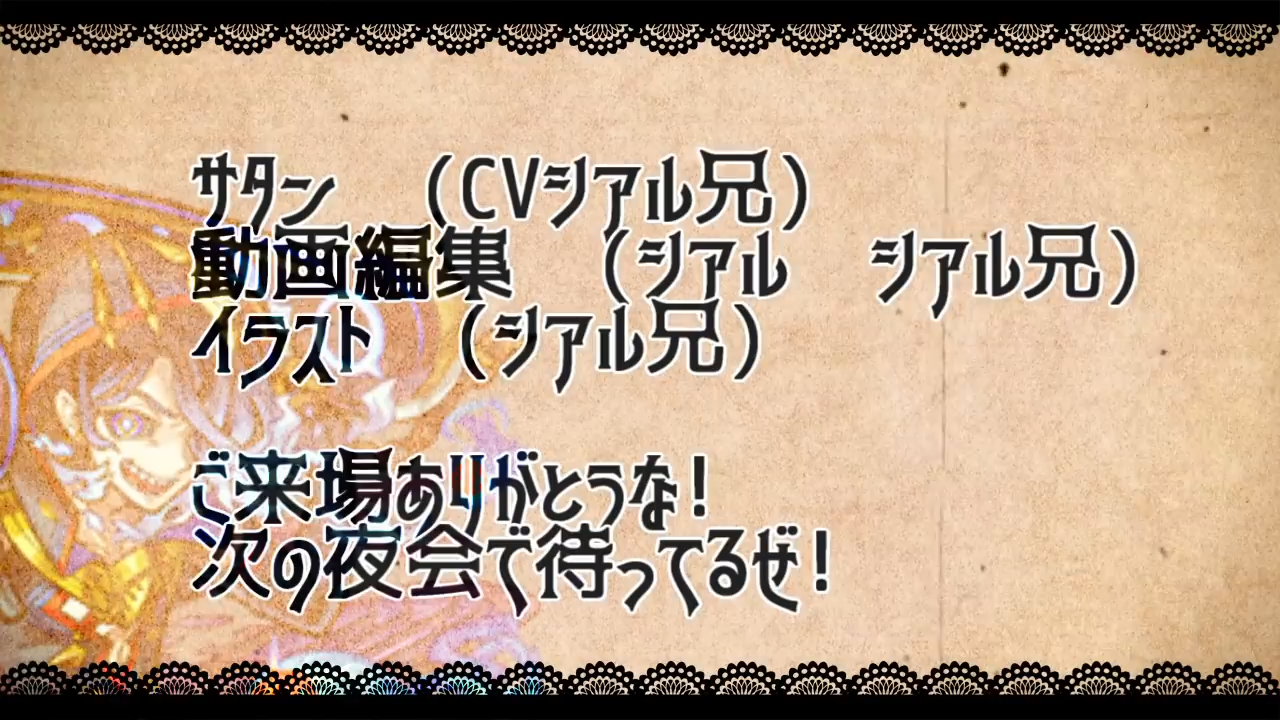 サタン　（CVシアル兄）
動画編集　（シアル　シアル兄）
イラスト　（シアル兄）
ご来場ありがとうな！
次の夜会で待ってるぜ！